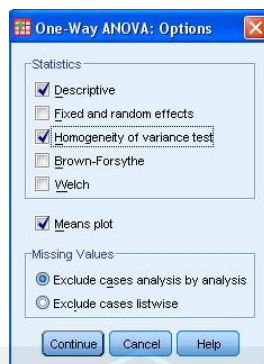 One-Way ANOVA: Options
Statistics
Descriptive
Fixed and random effects
Homogeneity of variance test
Brown-Forsythe
Welch
Means plot
Missing Values
Exclude cases analysis by analysis
Exclude cases listwise
Continue Cancel Help